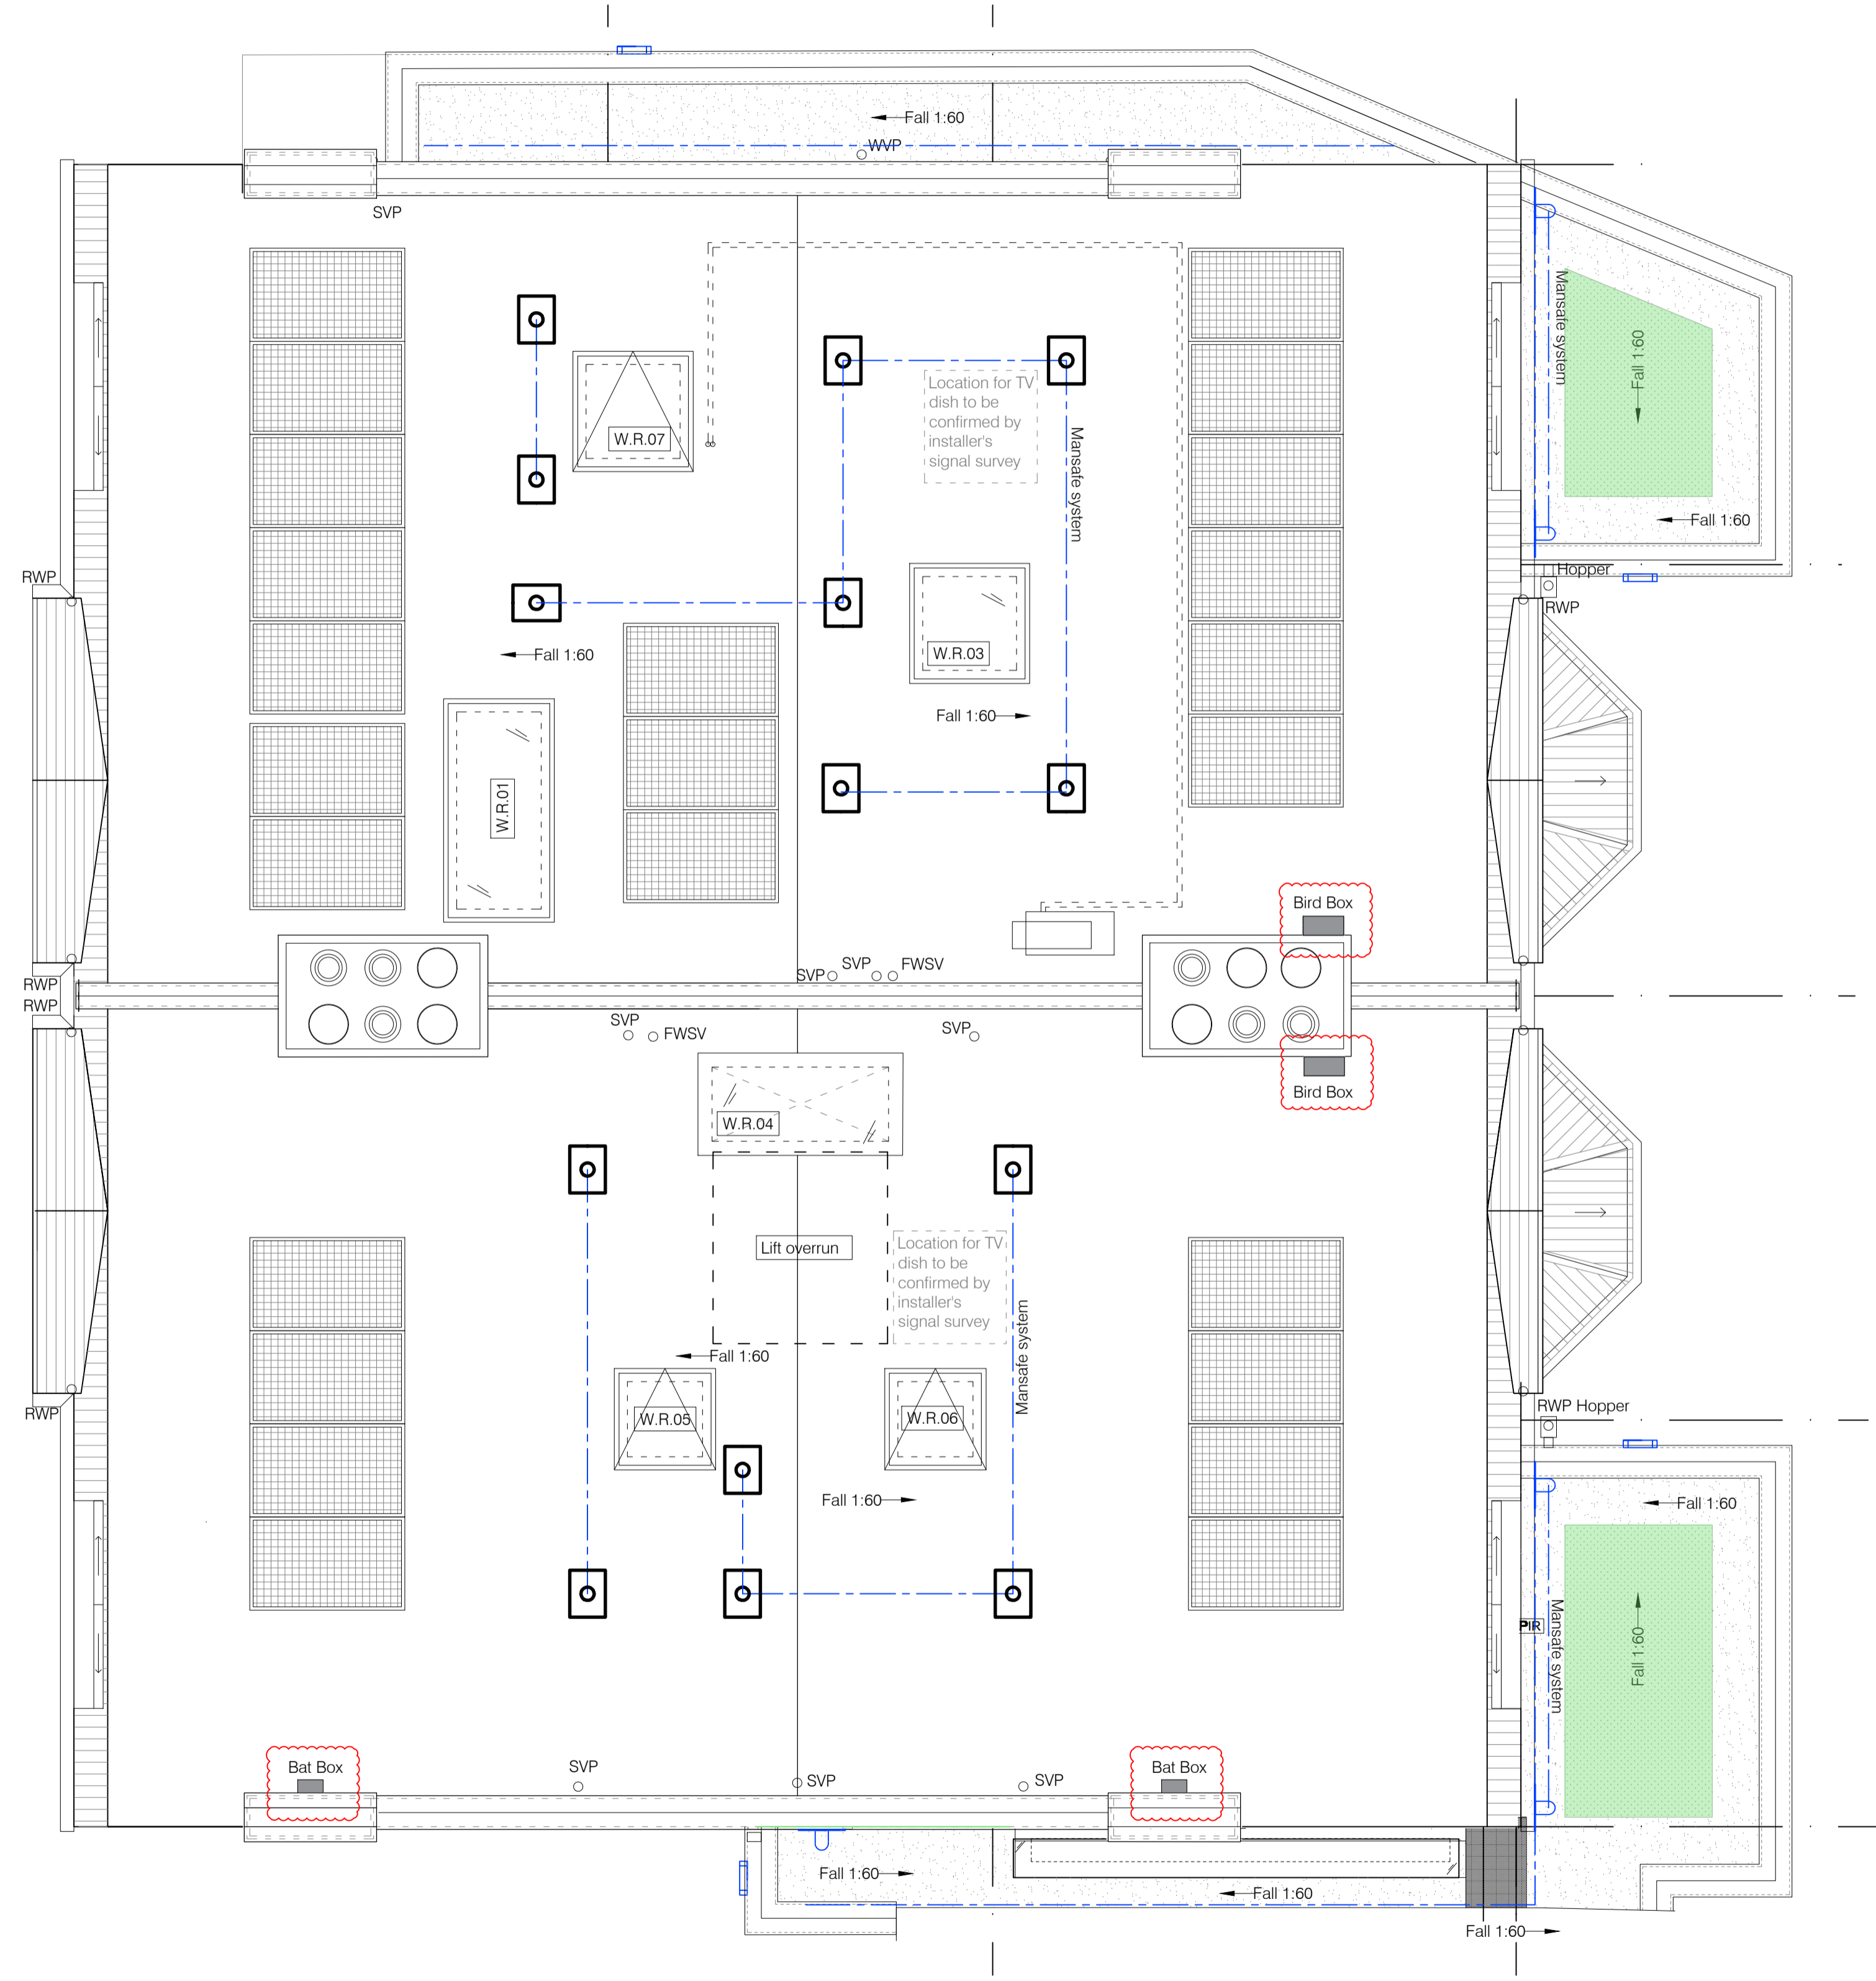 Fall 1:60
WVP
SVP
Mansafe system
Fall 1:60
Location for TV
dish to be
confirmed by
installer's
signal survey
W.R.07
Mansafe system
Fall 1:60
Hopper
RWP
RWP
W.R.03
Fall 1:60
Fall 1:60
W.R.01
Bird Box
SVP
SVP
FWSV
RWP
RWP
SVP
FWSV
SVP
Bird Box
W.R.04
Lift overrun
Location for TV
dish to be
confirmed by
installer's
signal survey
Mansafe system
Fall 1:60
RWP
RWP Hopper
W.R.05
W.R.06
Fall 1:60
Fall 1:60
PIR
Mansafe system
Fall 1:60
Bat Box
SVP
SVP
SVP
Bat Box
Fall 1:60
Fall 1:60
Fall 1:60